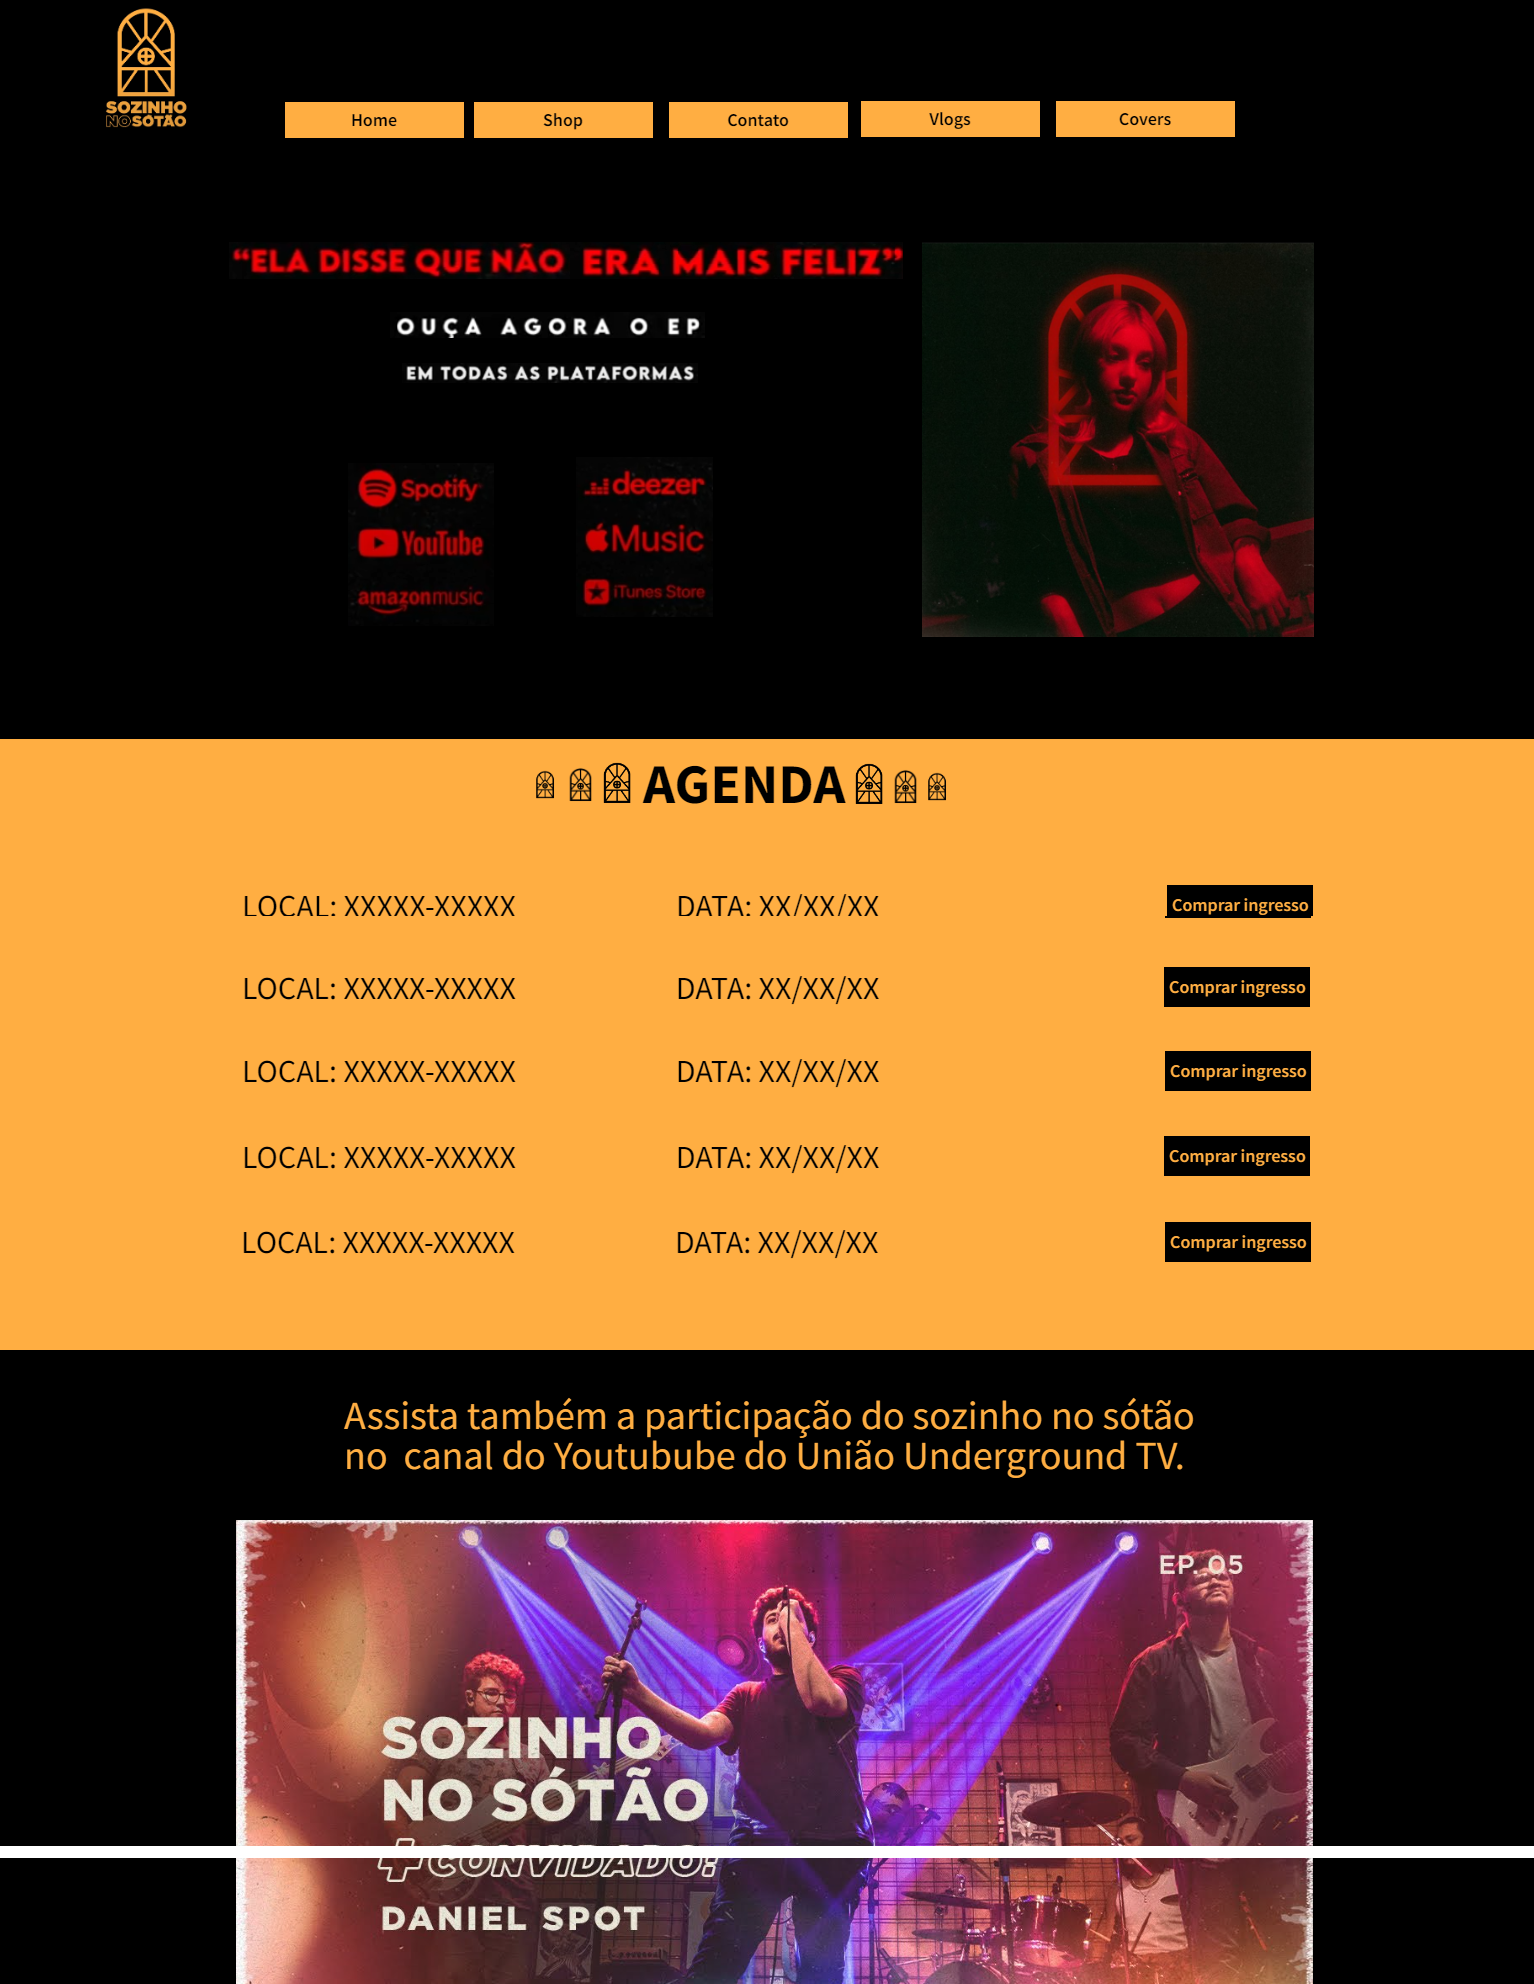 SOZINHO
NO SÓTÃO
Home
Shop
Contato
Vlogs
Covers
“ELA DISSE QUE NÃO ERA MAIS FELIZ”
OUÇA AGORA O EP
EM TODAS AS PLATAFORMAS
Spotify
YouTube
amazon music
deezer
Music
iTunes Store
AGENDA
LOCAL: XXXXX-XXXXX DATA: XX/XX/XX Comprar ingresso
LOCAL: XXXXX-XXXXX DATA: XX/XX/XX Comprar ingresso
LOCAL: XXXXX-XXXXX DATA: XX/XX/XX Comprar ingresso
LOCAL: XXXXX-XXXXX DATA: XX/XX/XX Comprar ingresso
LOCAL: XXXXX-XXXXX DATA: XX/XX/XX Comprar ingresso
Assista também a participação do sozinho no sótão
no canal do Youtubube do União Underground TV.
EP. 05
SOZINHO
NO SÓTÃO
+CONVIDADO:
DANIEL SPOT